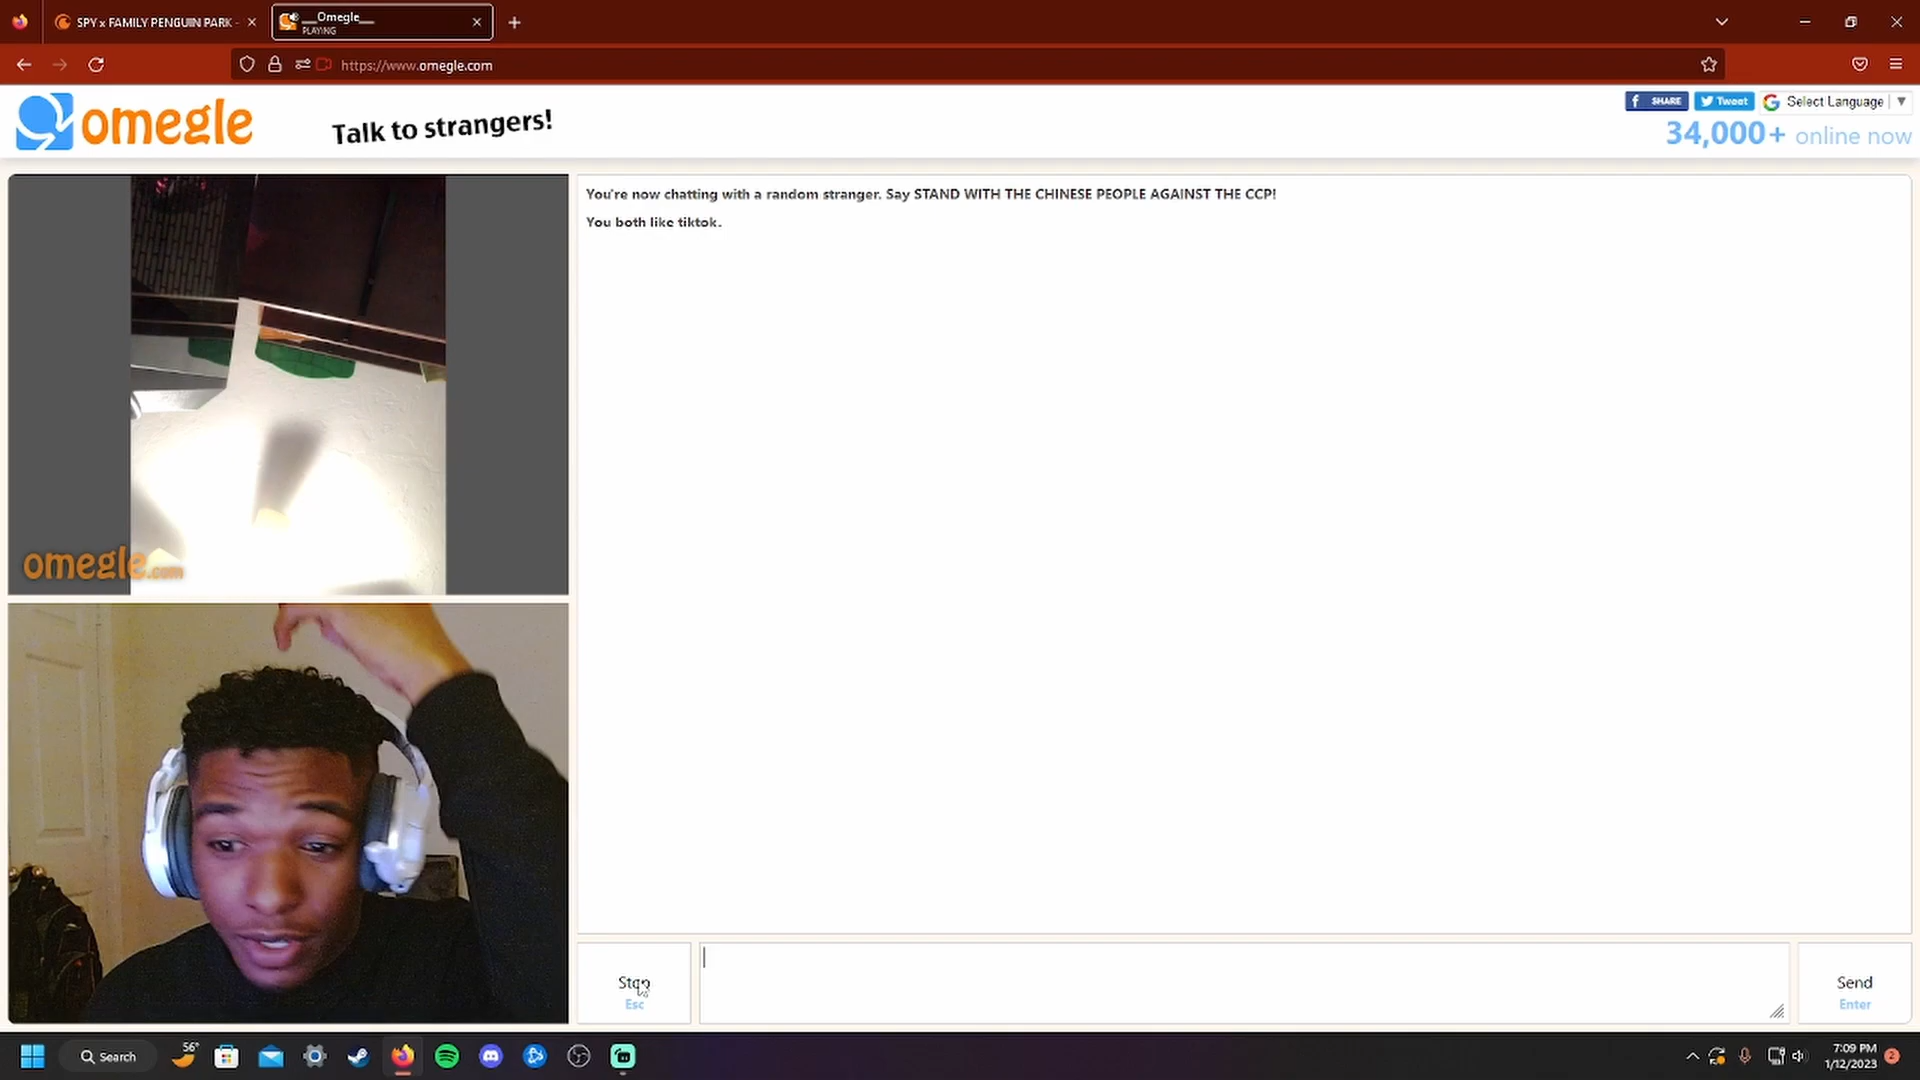 SPY x FAMILY PENGUIN PARK -
__Omegle__
PLAYING
https://www.omegle.com
omegle
Talk to strangers!
SHARE
Tweet
Select Language
34,000+ online now
You're now chatting with a random stranger. Say STAND WITH THE CHINESE PEOPLE AGAINST THE CCP!
You both like tiktok.
omegle.com
Stop
Esc
Send
Enter
56°
Search
7:09 PM
1/12/2023
2